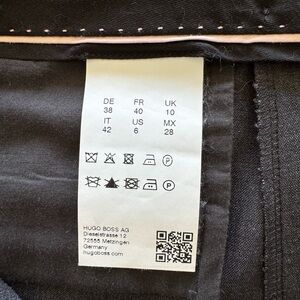 DE FR UK
38 40 10
IT US MX
42 6 28
HUGO BOSS AG
Dieselstrasse 12
72555 Metzingen
Germany
hugoboss.com